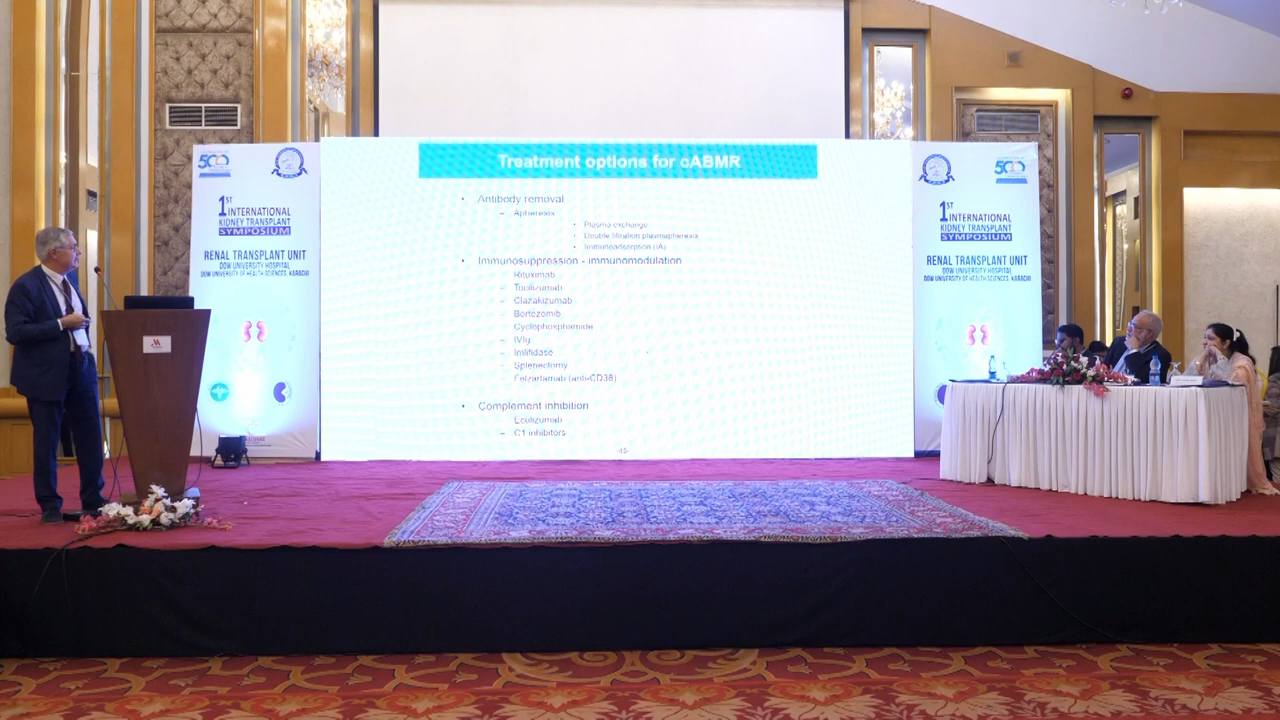 Treatment options for cABMR
• Antibody removal
– Apheresis
• Plasma exchange
• Double filtration plasmapheresis
• Immunoadsorption (IA)
• Immunosuppression - immunomodulation
– Rituximab
– Tocilizumab
– Clazakizumab
– Bortezomib
– Cyclophosphamide
– IVIg
– Imlifidase
– Splenectomy
– Felzartamab (anti-CD38)
• Complement inhibition
– Eculizumab
– C1 inhibitors
-45-
500
1ST
INTERNATIONAL
KIDNEY TRANSPLANT
SYMPOSIUM
RENAL TRANSPLANT UNIT
DOW UNIVERSITY HOSPITAL
DOW UNIVERSITY OF HEALTH SCIENCES, KARACHI
500
1ST
INTERNATIONAL
KIDNEY TRANSPLANT
SYMPOSIUM
RENAL TRANSPLANT UNIT
DOW UNIVERSITY HOSPITAL
DOW UNIVERSITY OF HEALTH SCIENCES, KARACHI